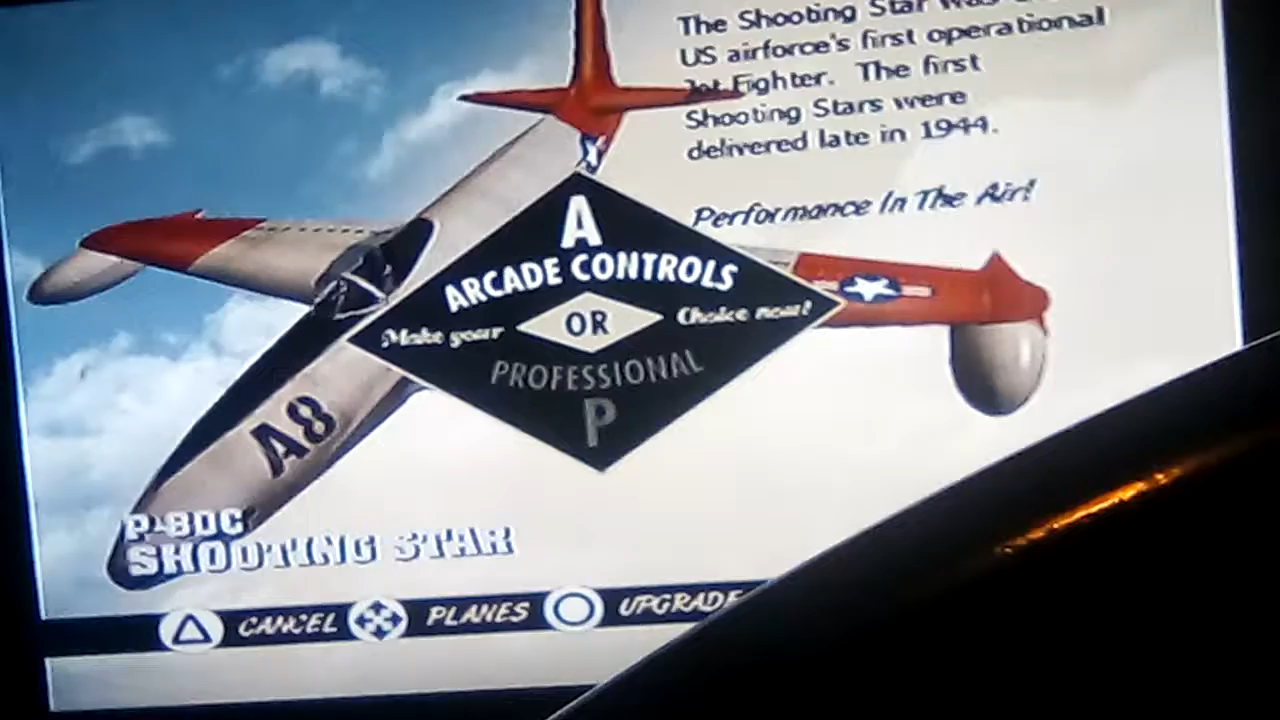 The Shooting Star was
US airforce's first operational
Jet Fighter. The first
Shooting Stars were
delivered late in 1944.
Performance In The Air!
A
ARCADE CONTROLS
Make your OR Choice now!
PROFESSIONAL
P
A8
P-80C
SHOOTING STAR
CANCEL PLANES UPGRADE